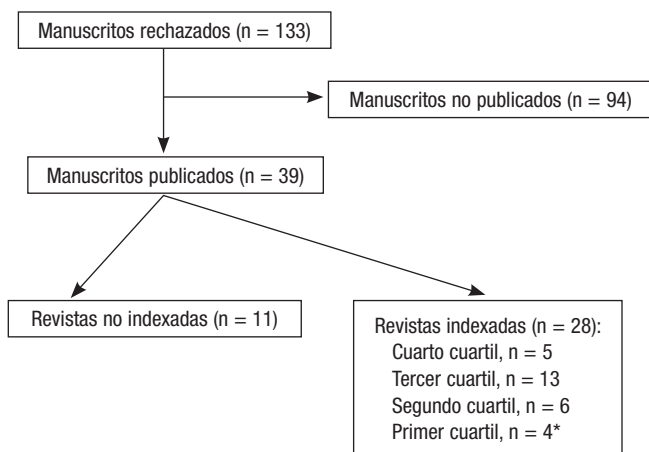 Manuscritos rechazados (n = 133)
Manuscritos no publicados (n = 94)
Manuscritos publicados (n = 39)
Revistas no indexadas (n = 11)
Revistas indexadas (n = 28):
Cuarto cuartil, n = 5
Tercer cuartil, n = 13
Segundo cuartil, n = 6
Primer cuartil, n = 4*